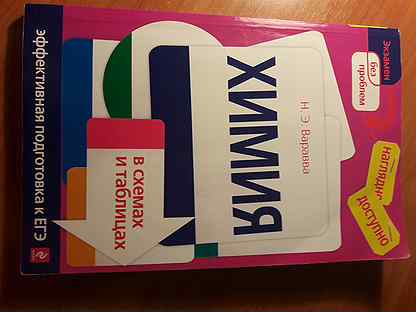 Экзамен
без
проблем
Н. Э. Варавва
ХИМИЯ
наглядно
доступно
в схемах
и таблицах
эффективная подготовка к ЕГЭ